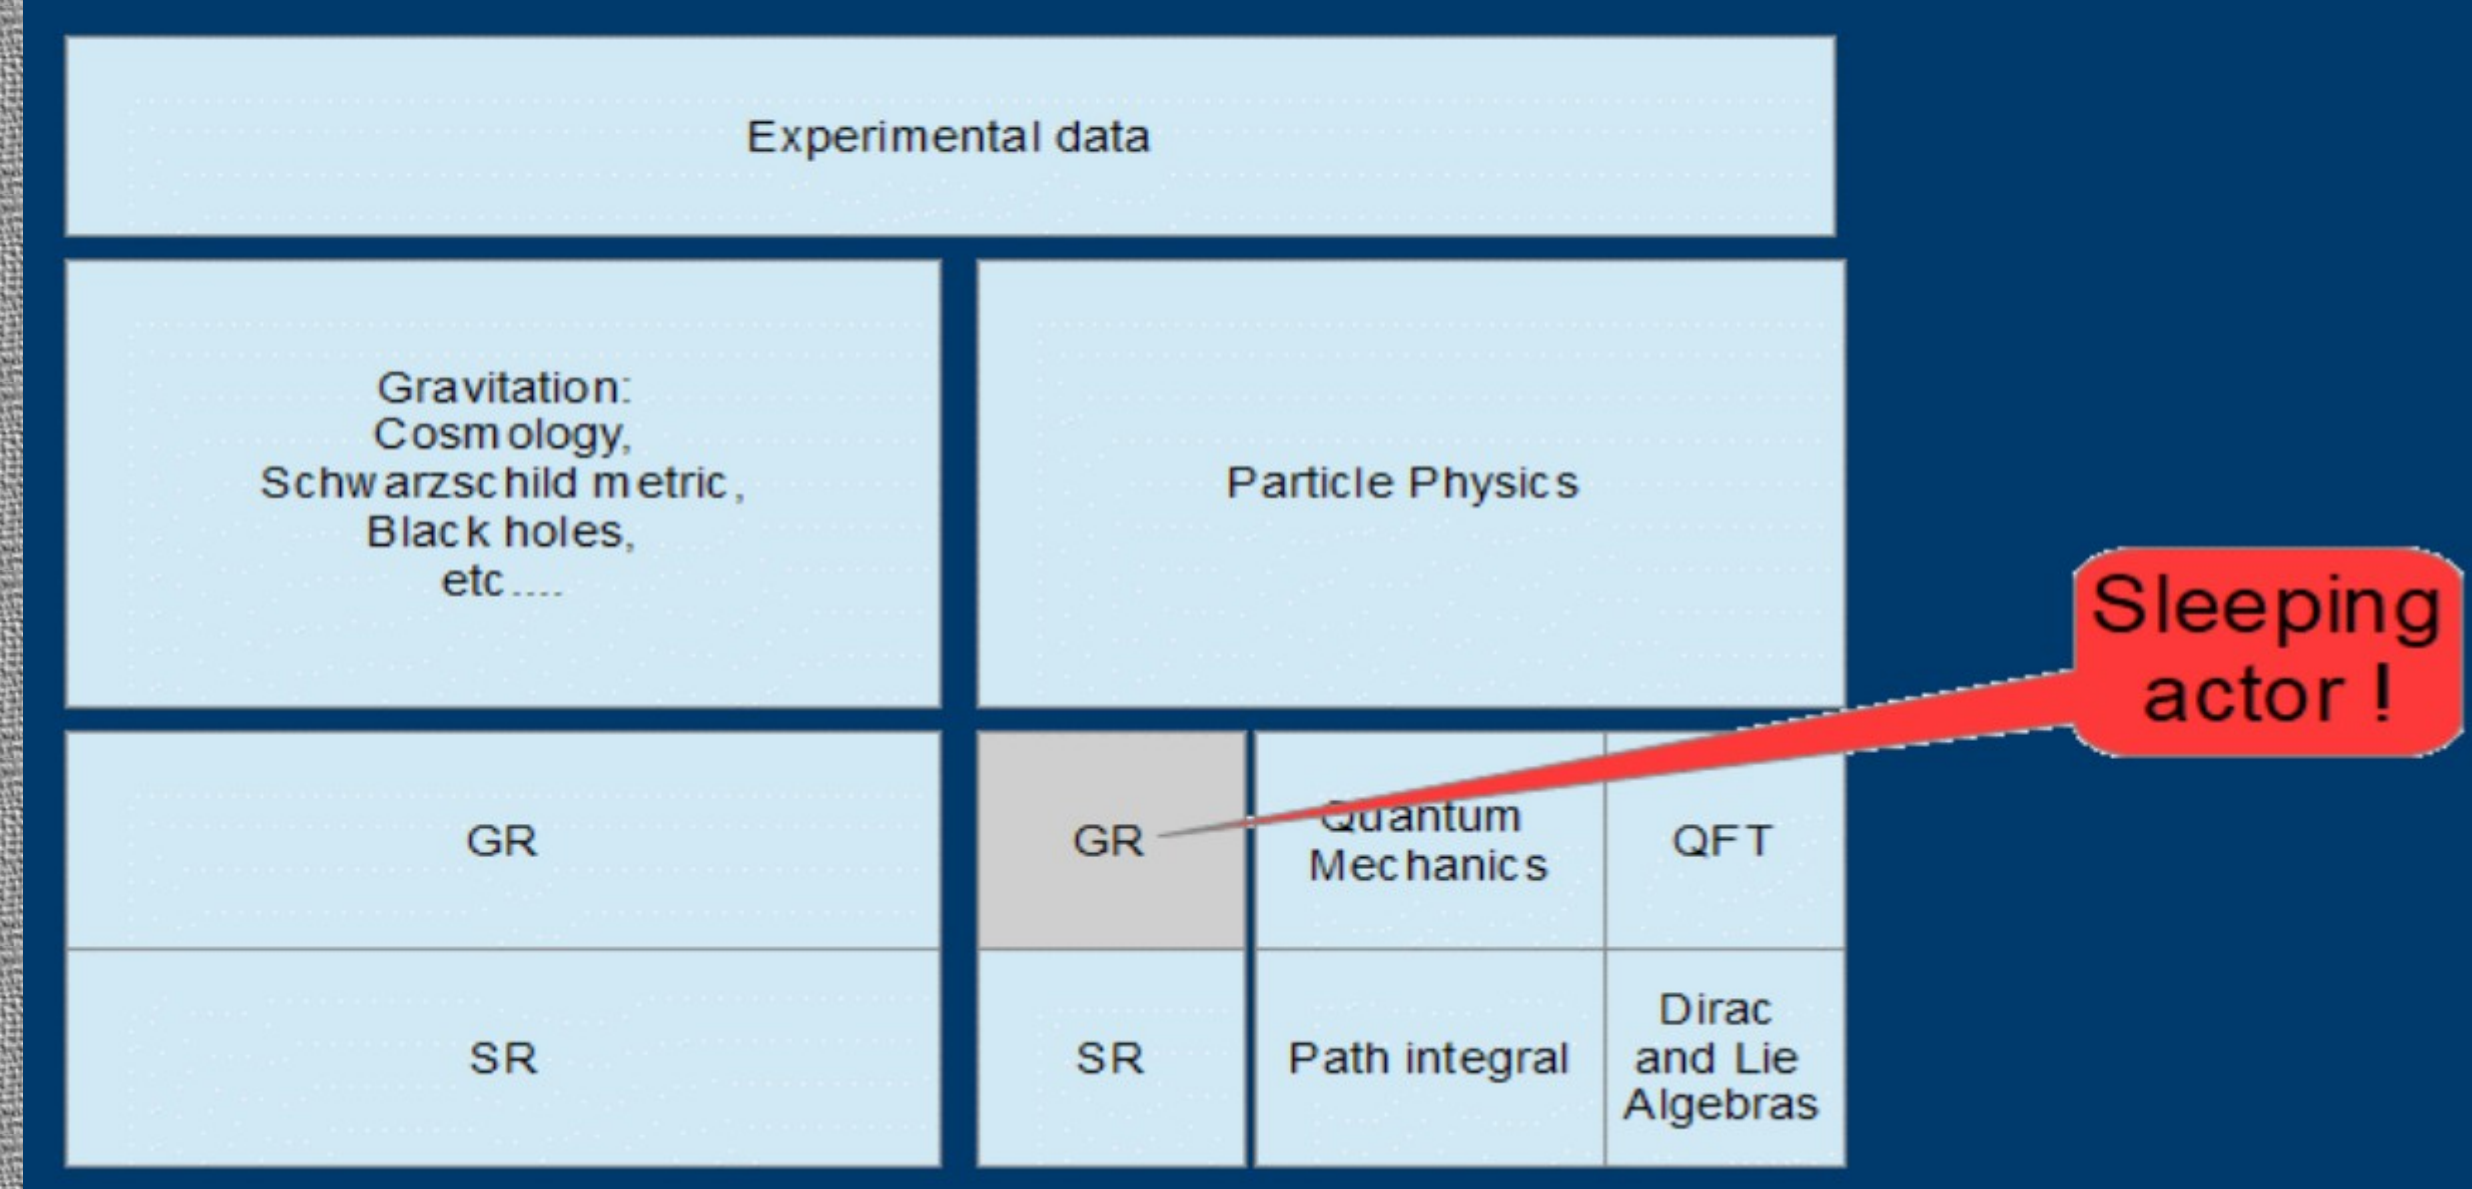 Experimental data
Gravitation:
Cosmology,
Schwarzschild metric,
Black holes,
etc....
Particle Physics
Sleeping
actor !
GR
GR
Quantum
Mechanics
QFT
SR
SR
Path integral
Dirac
and Lie
Algebras